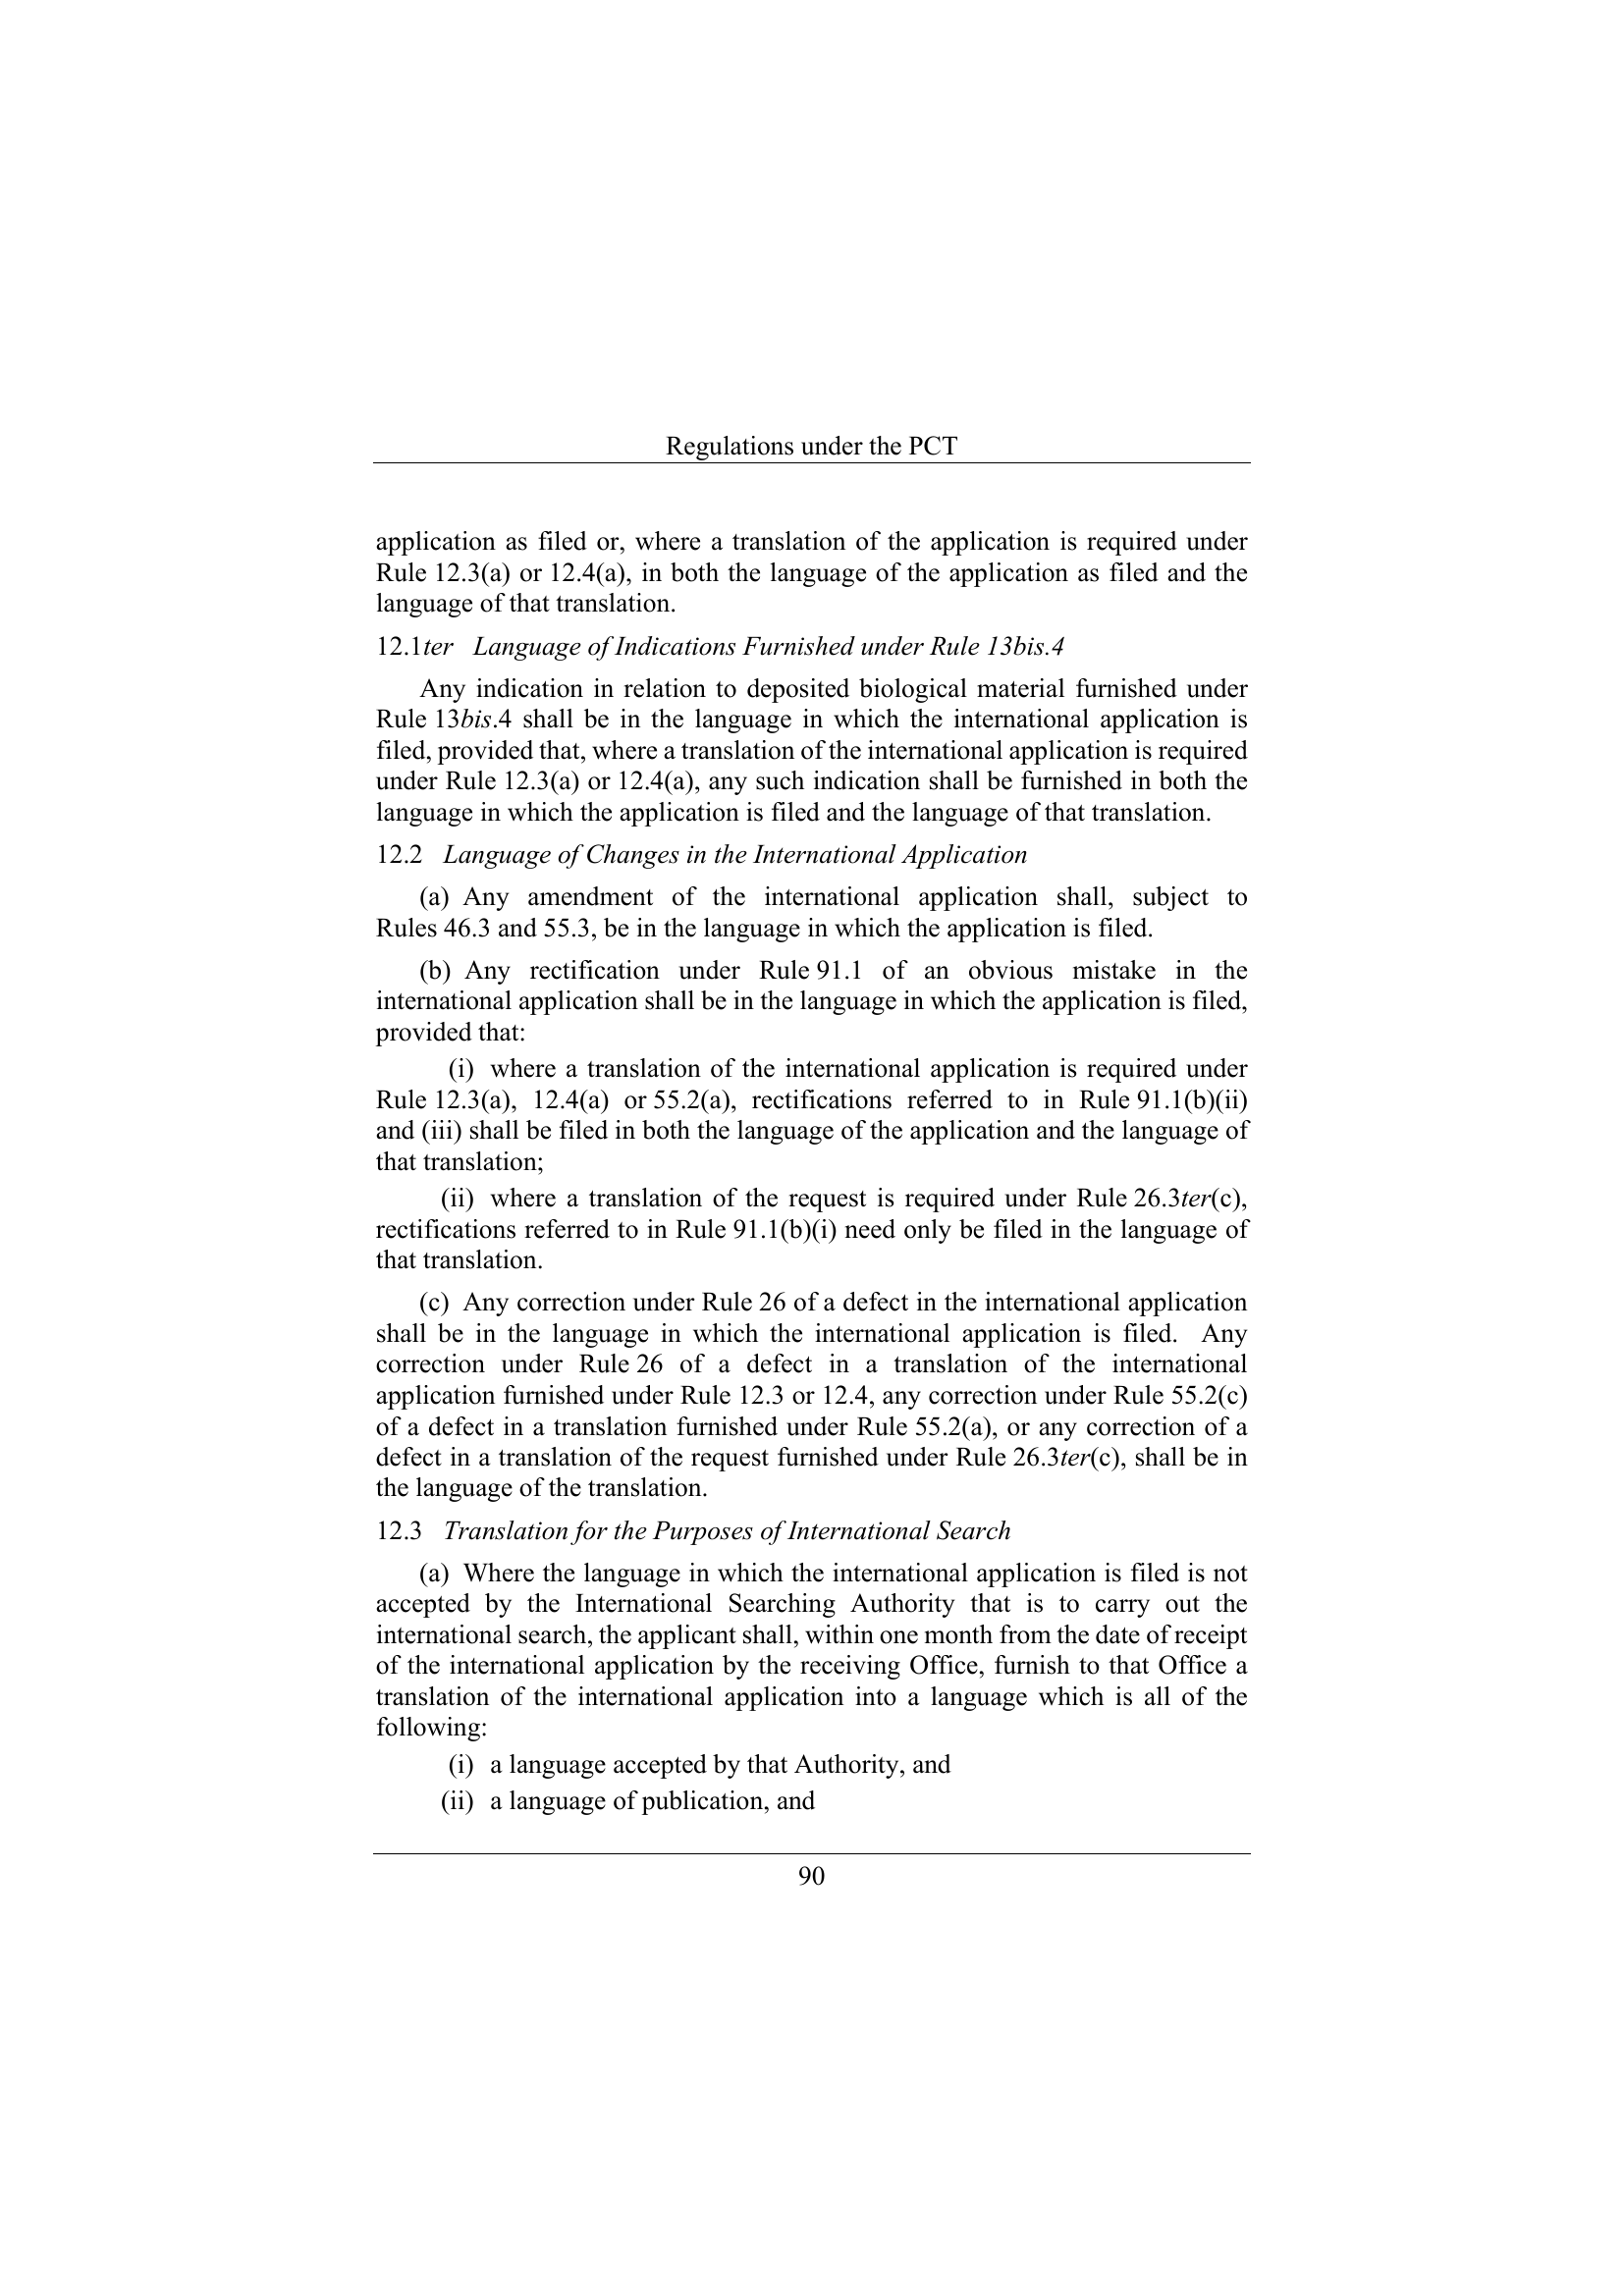 Regulations under the PCT
application as filed or, where a translation of the application is required under
Rule 12.3(a) or 12.4(a), in both the language of the application as filed and the
language of that translation.
12.1ter Language of Indications Furnished under Rule 13bis.4
Any indication in relation to deposited biological material furnished under
Rule 13bis.4 shall be in the language in which the international application is
filed, provided that, where a translation of the international application is required
under Rule 12.3(a) or 12.4(a), any such indication shall be furnished in both the
language in which the application is filed and the language of that translation.
12.2 Language of Changes in the International Application
(a) Any amendment of the international application shall, subject to
Rules 46.3 and 55.3, be in the language in which the application is filed.
(b) Any rectification under Rule 91.1 of an obvious mistake in the
international application shall be in the language in which the application is filed,
provided that:
(i) where a translation of the international application is required under
Rule 12.3(a), 12.4(a) or 55.2(a), rectifications referred to in Rule 91.1(b)(ii)
and (iii) shall be filed in both the language of the application and the language of
that translation;
(ii) where a translation of the request is required under Rule 26.3ter(c),
rectifications referred to in Rule 91.1(b)(i) need only be filed in the language of
that translation.
(c) Any correction under Rule 26 of a defect in the international application
shall be in the language in which the international application is filed. Any
correction under Rule 26 of a defect in a translation of the international
application furnished under Rule 12.3 or 12.4, any correction under Rule 55.2(c)
of a defect in a translation furnished under Rule 55.2(a), or any correction of a
defect in a translation of the request furnished under Rule 26.3ter(c), shall be in
the language of the translation.
12.3 Translation for the Purposes of International Search
(a) Where the language in which the international application is filed is not
accepted by the International Searching Authority that is to carry out the
international search, the applicant shall, within one month from the date of receipt
of the international application by the receiving Office, furnish to that Office a
translation of the international application into a language which is all of the
following:
(i) a language accepted by that Authority, and
(ii) a language of publication, and
90